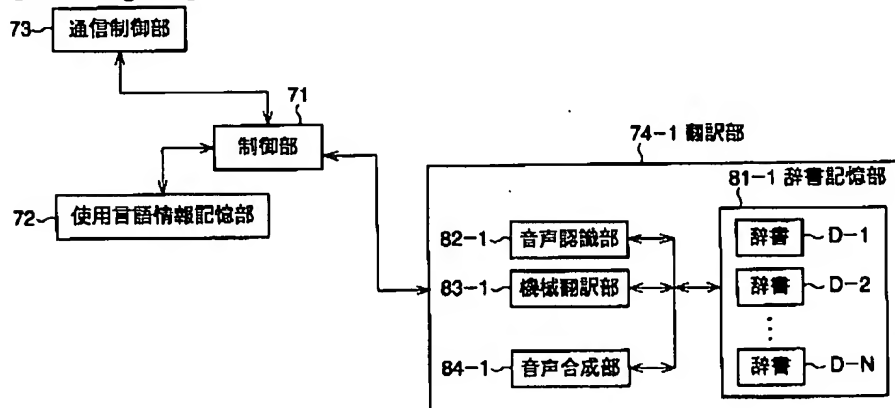 73 通信制御部
71
制御部
74-1 翻訳部
81-1 辞書記憶部
72 使用言語情報記憶部
82-1 音声認識部
辞書 D-1
83-1 機械翻訳部
辞書 D-2
84-1 音声合成部
辞書 D-N